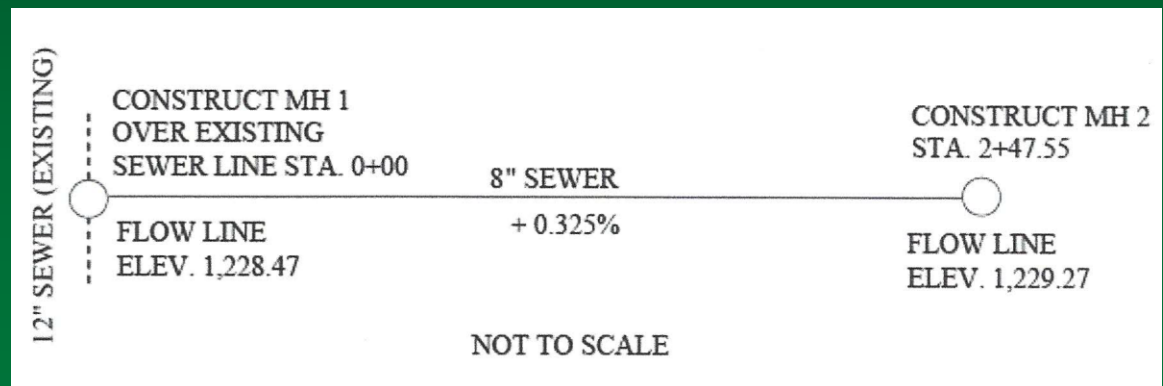 12" SEWER (EXISTING)
CONSTRUCT MH 1
OVER EXISTING
SEWER LINE STA. 0+00
FLOW LINE
ELEV. 1,228.47
8" SEWER
+ 0.325%
CONSTRUCT MH 2
STA. 2+47.55
FLOW LINE
ELEV. 1,229.27
NOT TO SCALE